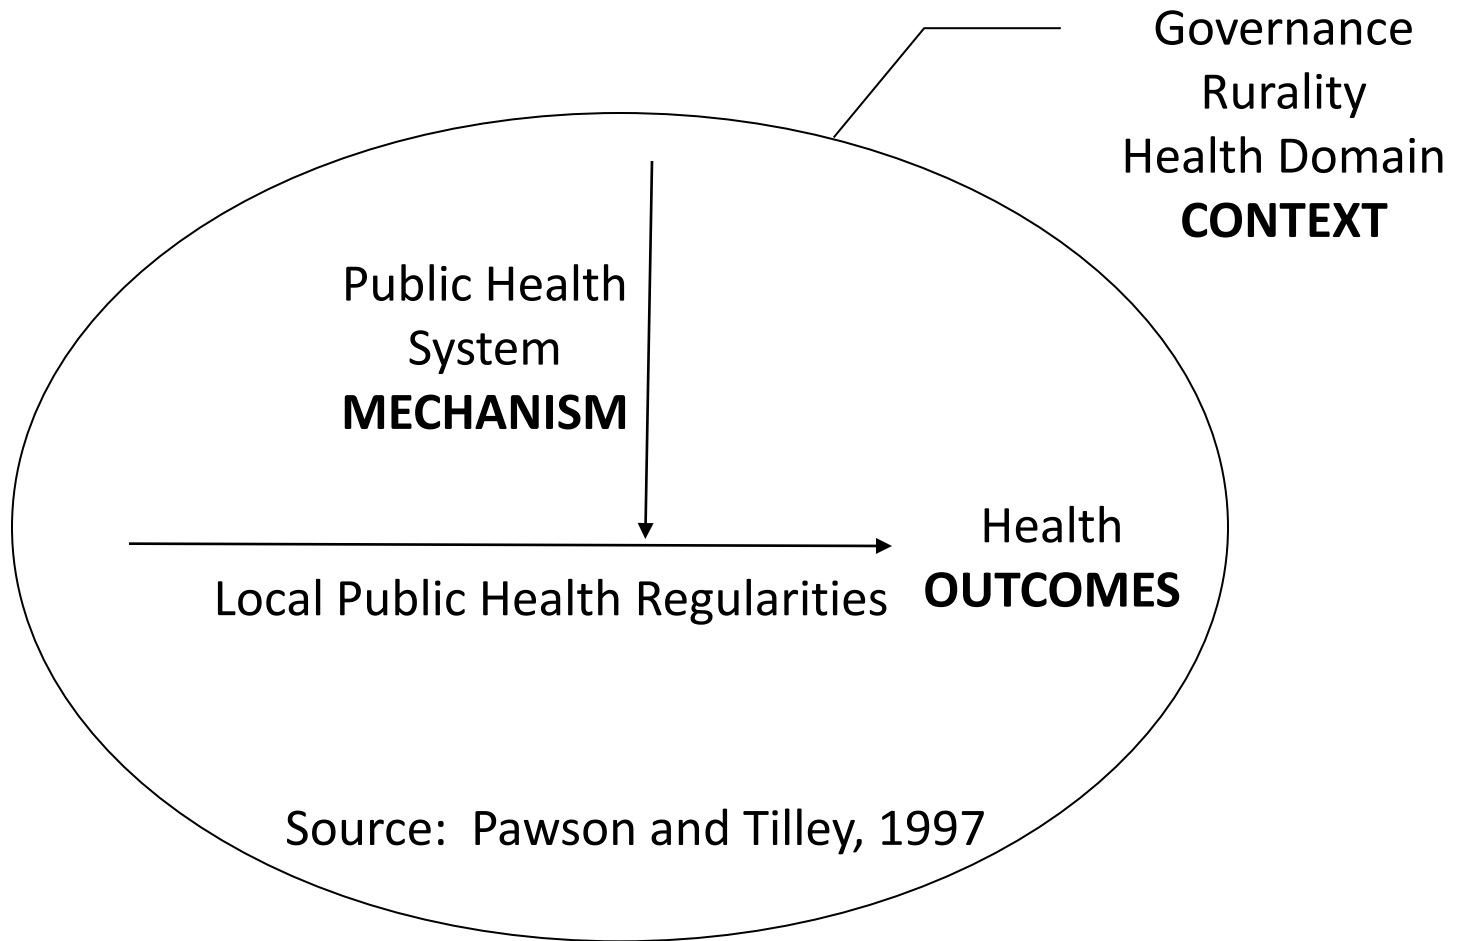 Governance
Rurality
Health Domain
CONTEXT
Public Health
System
MECHANISM
Health
OUTCOMES
Local Public Health Regularities
Source:  Pawson and Tilley, 1997